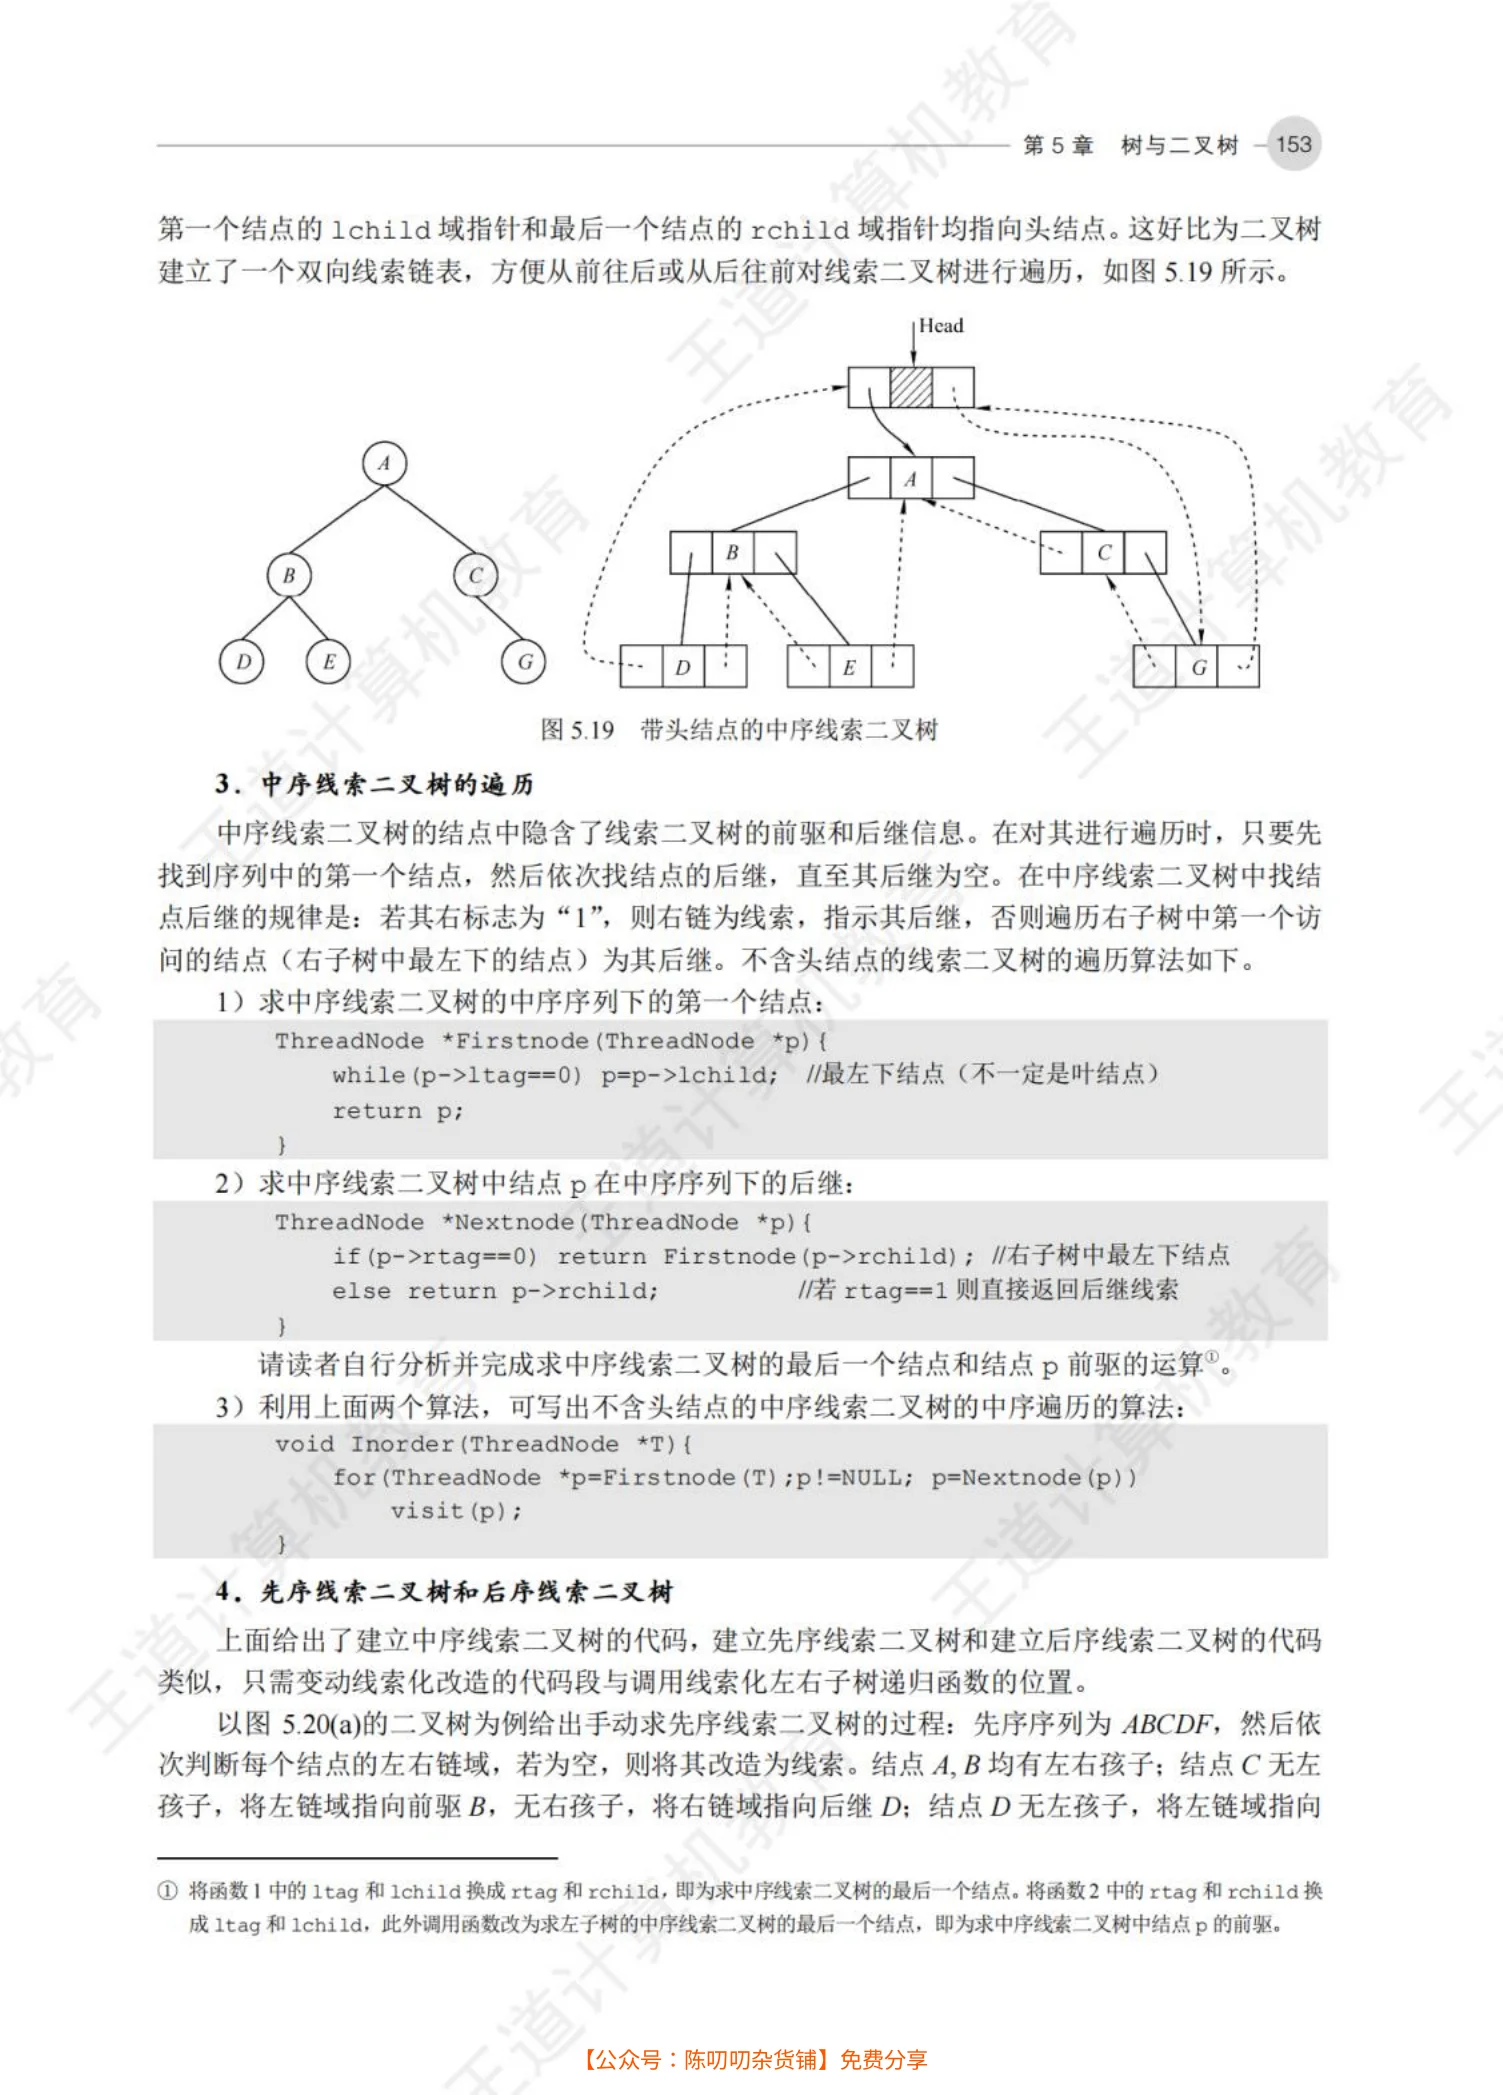 第 5 章 树与二叉树 153
第一个结点的 lchild 域指针和最后一个结点的 rchild 域指针均指向头结点。这好比为二叉树
建立了一个双向线索链表，方便从前往后或从后往前对线索二叉树进行遍历，如图 5.19 所示。
Head
A
B C
D E G
A
B C
D E G
图 5.19 带头结点的中序线索二叉树
3．中序线索二叉树的遍历
中序线索二叉树的结点中隐含了线索二叉树的前驱和后继信息。在对其进行遍历时，只要先
找到序列中的第一个结点，然后依次找结点的后继，直至其后继为空。在中序线索二叉树中找结
点后继的规律是：若其右标志为“1”，则右链为线索，指示其后继，否则遍历右子树中第一个访
问的结点（右子树中最左下的结点）为其后继。不含头结点的线索二叉树的遍历算法如下。
1）求中序线索二叉树的中序序列下的第一个结点：
ThreadNode *Firstnode(ThreadNode *p){
while(p->ltag==0) p=p->lchild; //最左下结点（不一定是叶结点）
return p;
}
2）求中序线索二叉树中结点 p 在中序序列下的后继：
ThreadNode *Nextnode(ThreadNode *p){
if(p->rtag==0) return Firstnode(p->rchild); //右子树中最左下结点
else return p->rchild; //若 rtag==1 则直接返回后继线索
}
请读者自行分析并完成求中序线索二叉树的最后一个结点和结点 p 前驱的运算①。
3）利用上面两个算法，可写出不含头结点的中序线索二叉树的中序遍历的算法：
void Inorder(ThreadNode *T){
for(ThreadNode *p=Firstnode(T);p!=NULL; p=Nextnode(p))
visit(p);
}
4．先序线索二叉树和后序线索二叉树
上面给出了建立中序线索二叉树的代码，建立先序线索二叉树和建立后序线索二叉树的代码
类似，只需变动线索化改造的代码段与调用线索化左右子树递归函数的位置。
以图 5.20(a)的二叉树为例给出手动求先序线索二叉树的过程：先序序列为 ABCDF，然后依
次判断每个结点的左右链域，若为空，则将其改造为线索。结点 A, B 均有左右孩子；结点 C 无左
孩子，将左链域指向前驱 B，无右孩子，将右链域指向后继 D；结点 D 无左孩子，将左链域指向
① 将函数 1 中的 ltag 和 lchild 换成 rtag 和 rchild，即为求中序线索二叉树的最后一个结点。将函数 2 中的 rtag 和 rchild 换
成 ltag 和 lchild，此外调用函数改为求左子树的中序线索二叉树的最后一个结点，即为求中序线索二叉树中结点 p 的前驱。
【公众号：陈叨叨杂货铺】免费分享
王道计算机教育